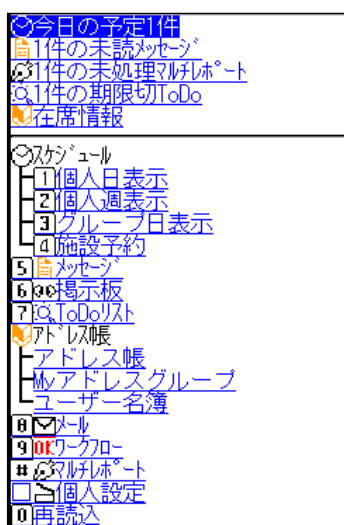 今日の予定1件
1件の未読ﾒｯｾｰｼﾞ
1件の未処理ﾏﾙﾁﾚﾎﾟｰﾄ
1件の期限切ToDo
在席情報
ｽｹｼﾞｭｰﾙ
1個人日表示
2個人週表示
3グループ日表示
4施設予約
5ﾒｯｾｰｼﾞ
6掲示板
7ToDoﾘｽﾄ
ｱﾄﾞﾚｽ帳
アドレス帳
Myアドレスグループ
ユーザー名簿
8ﾒｰﾙ
9OKﾜｰｸﾌﾛｰ
#ﾏﾙﾁﾚﾎﾟｰﾄ
個人設定
0再読込